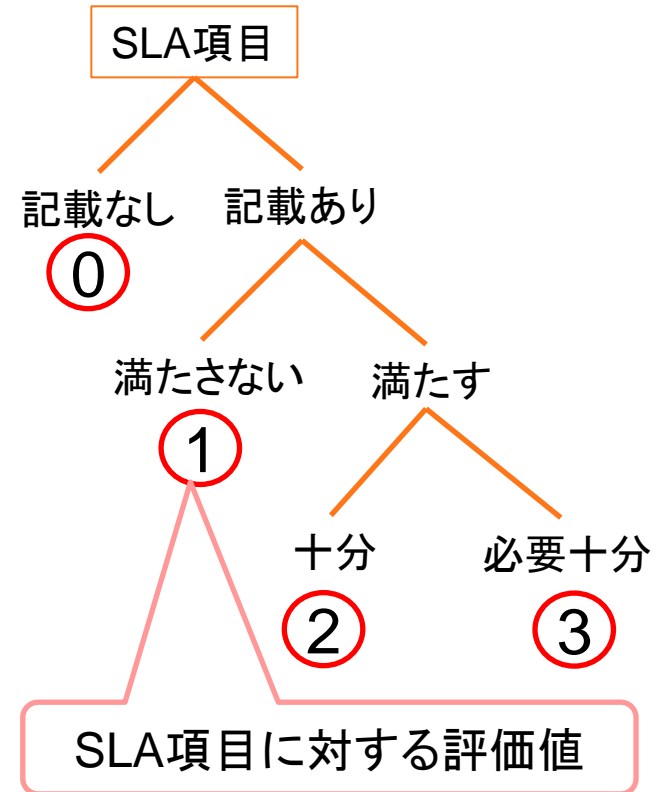 SLA項目
記載なし 記載あり
0
満たさない 満たす
1
十分 必要十分
2 3
SLA項目に対する評価値